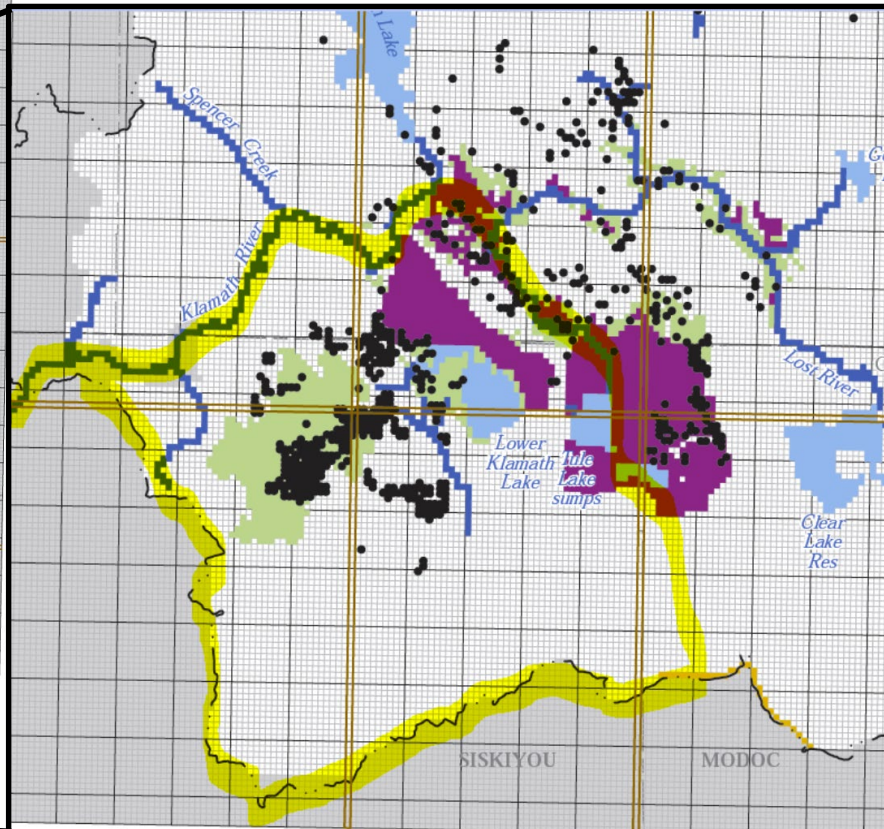 Lake
Spencer Creek
Klamath River
Lost River
Lower
Klamath
Lake
Tule
Lake
sumps
Clear
Lake
Res
SISKIYOU
MODOC